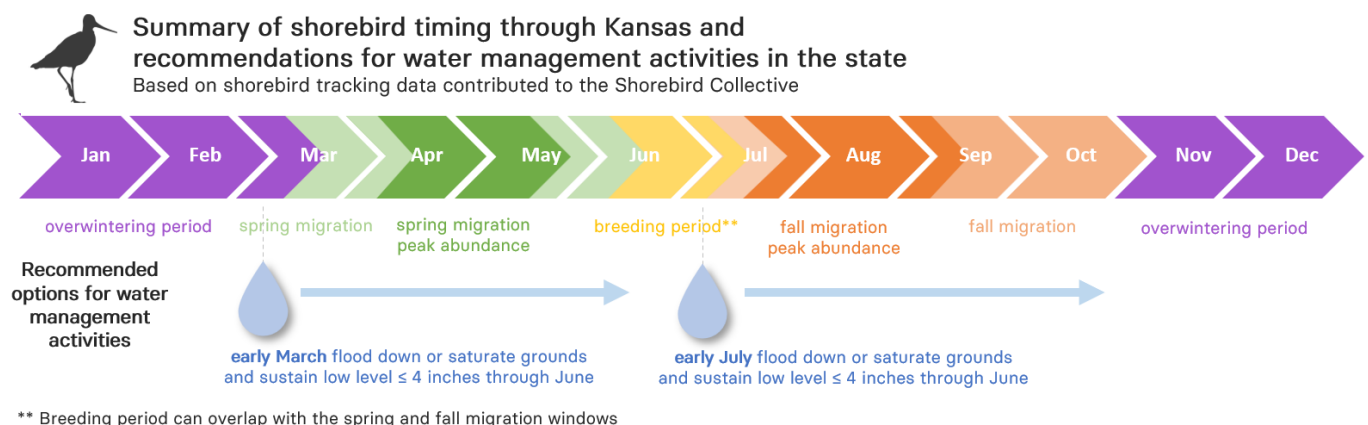 Summary of shorebird timing through Kansas and
recommendations for water management activities in the state
Based on shorebird tracking data contributed to the Shorebird Collective
Jan Feb Mar Apr May Jun Jul Aug Sep Oct Nov Dec
overwintering period
spring migration
spring migration
peak abundance
breeding period**
fall migration
peak abundance
fall migration
overwintering period
Recommended
options for water
management
activities
early March flood down or saturate grounds
and sustain low level ≤ 4 inches through June
early July flood down or saturate grounds
and sustain low level ≤ 4 inches through June
** Breeding period can overlap with the spring and fall migration windows